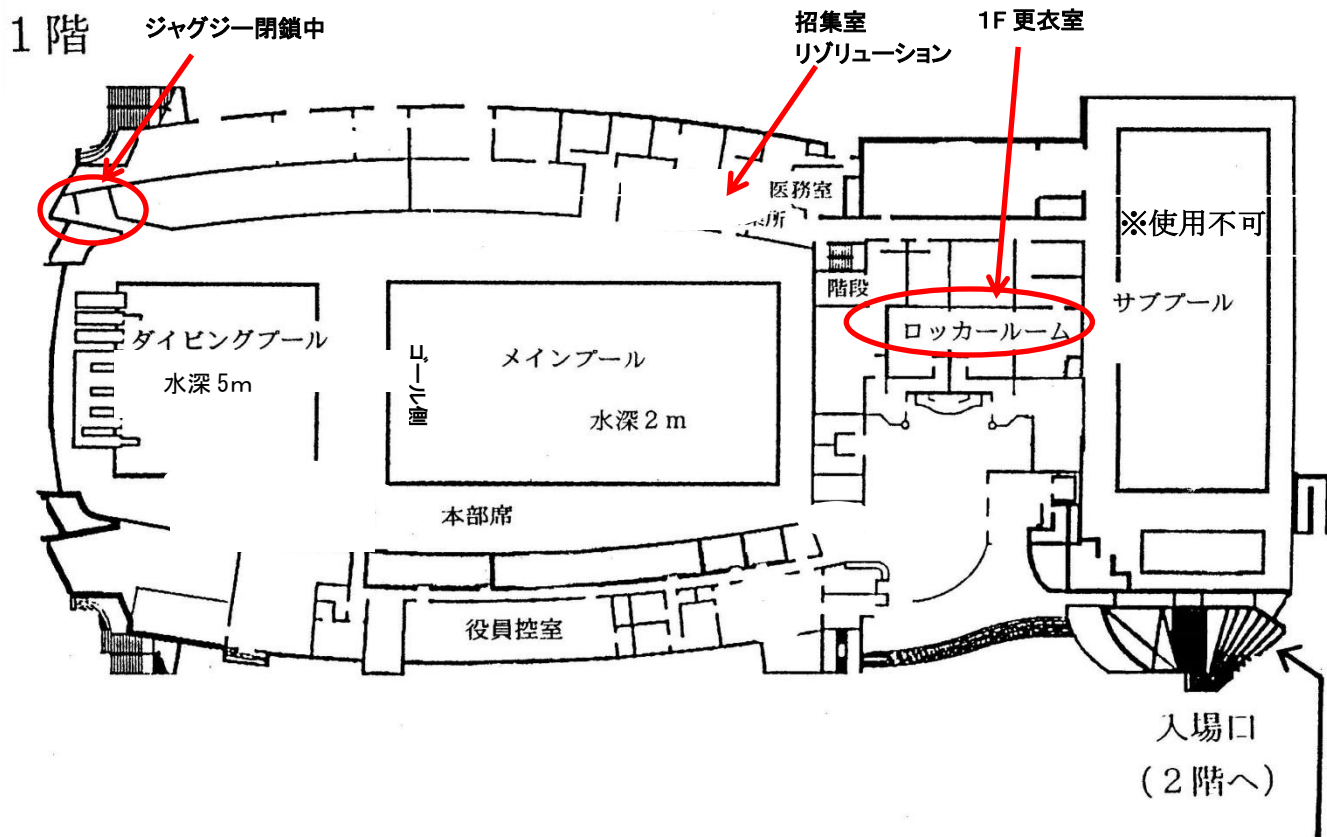 1階
ジャグジー閉鎖中
招集室
リゾリューション
1F 更衣室
医務室
所
※使用不可
階段
サブプール
ロッカールーム
ダイビングプール
水深5m
ゴール側
メインプール
水深2m
本部席
役員控室
入場口
(2階へ)